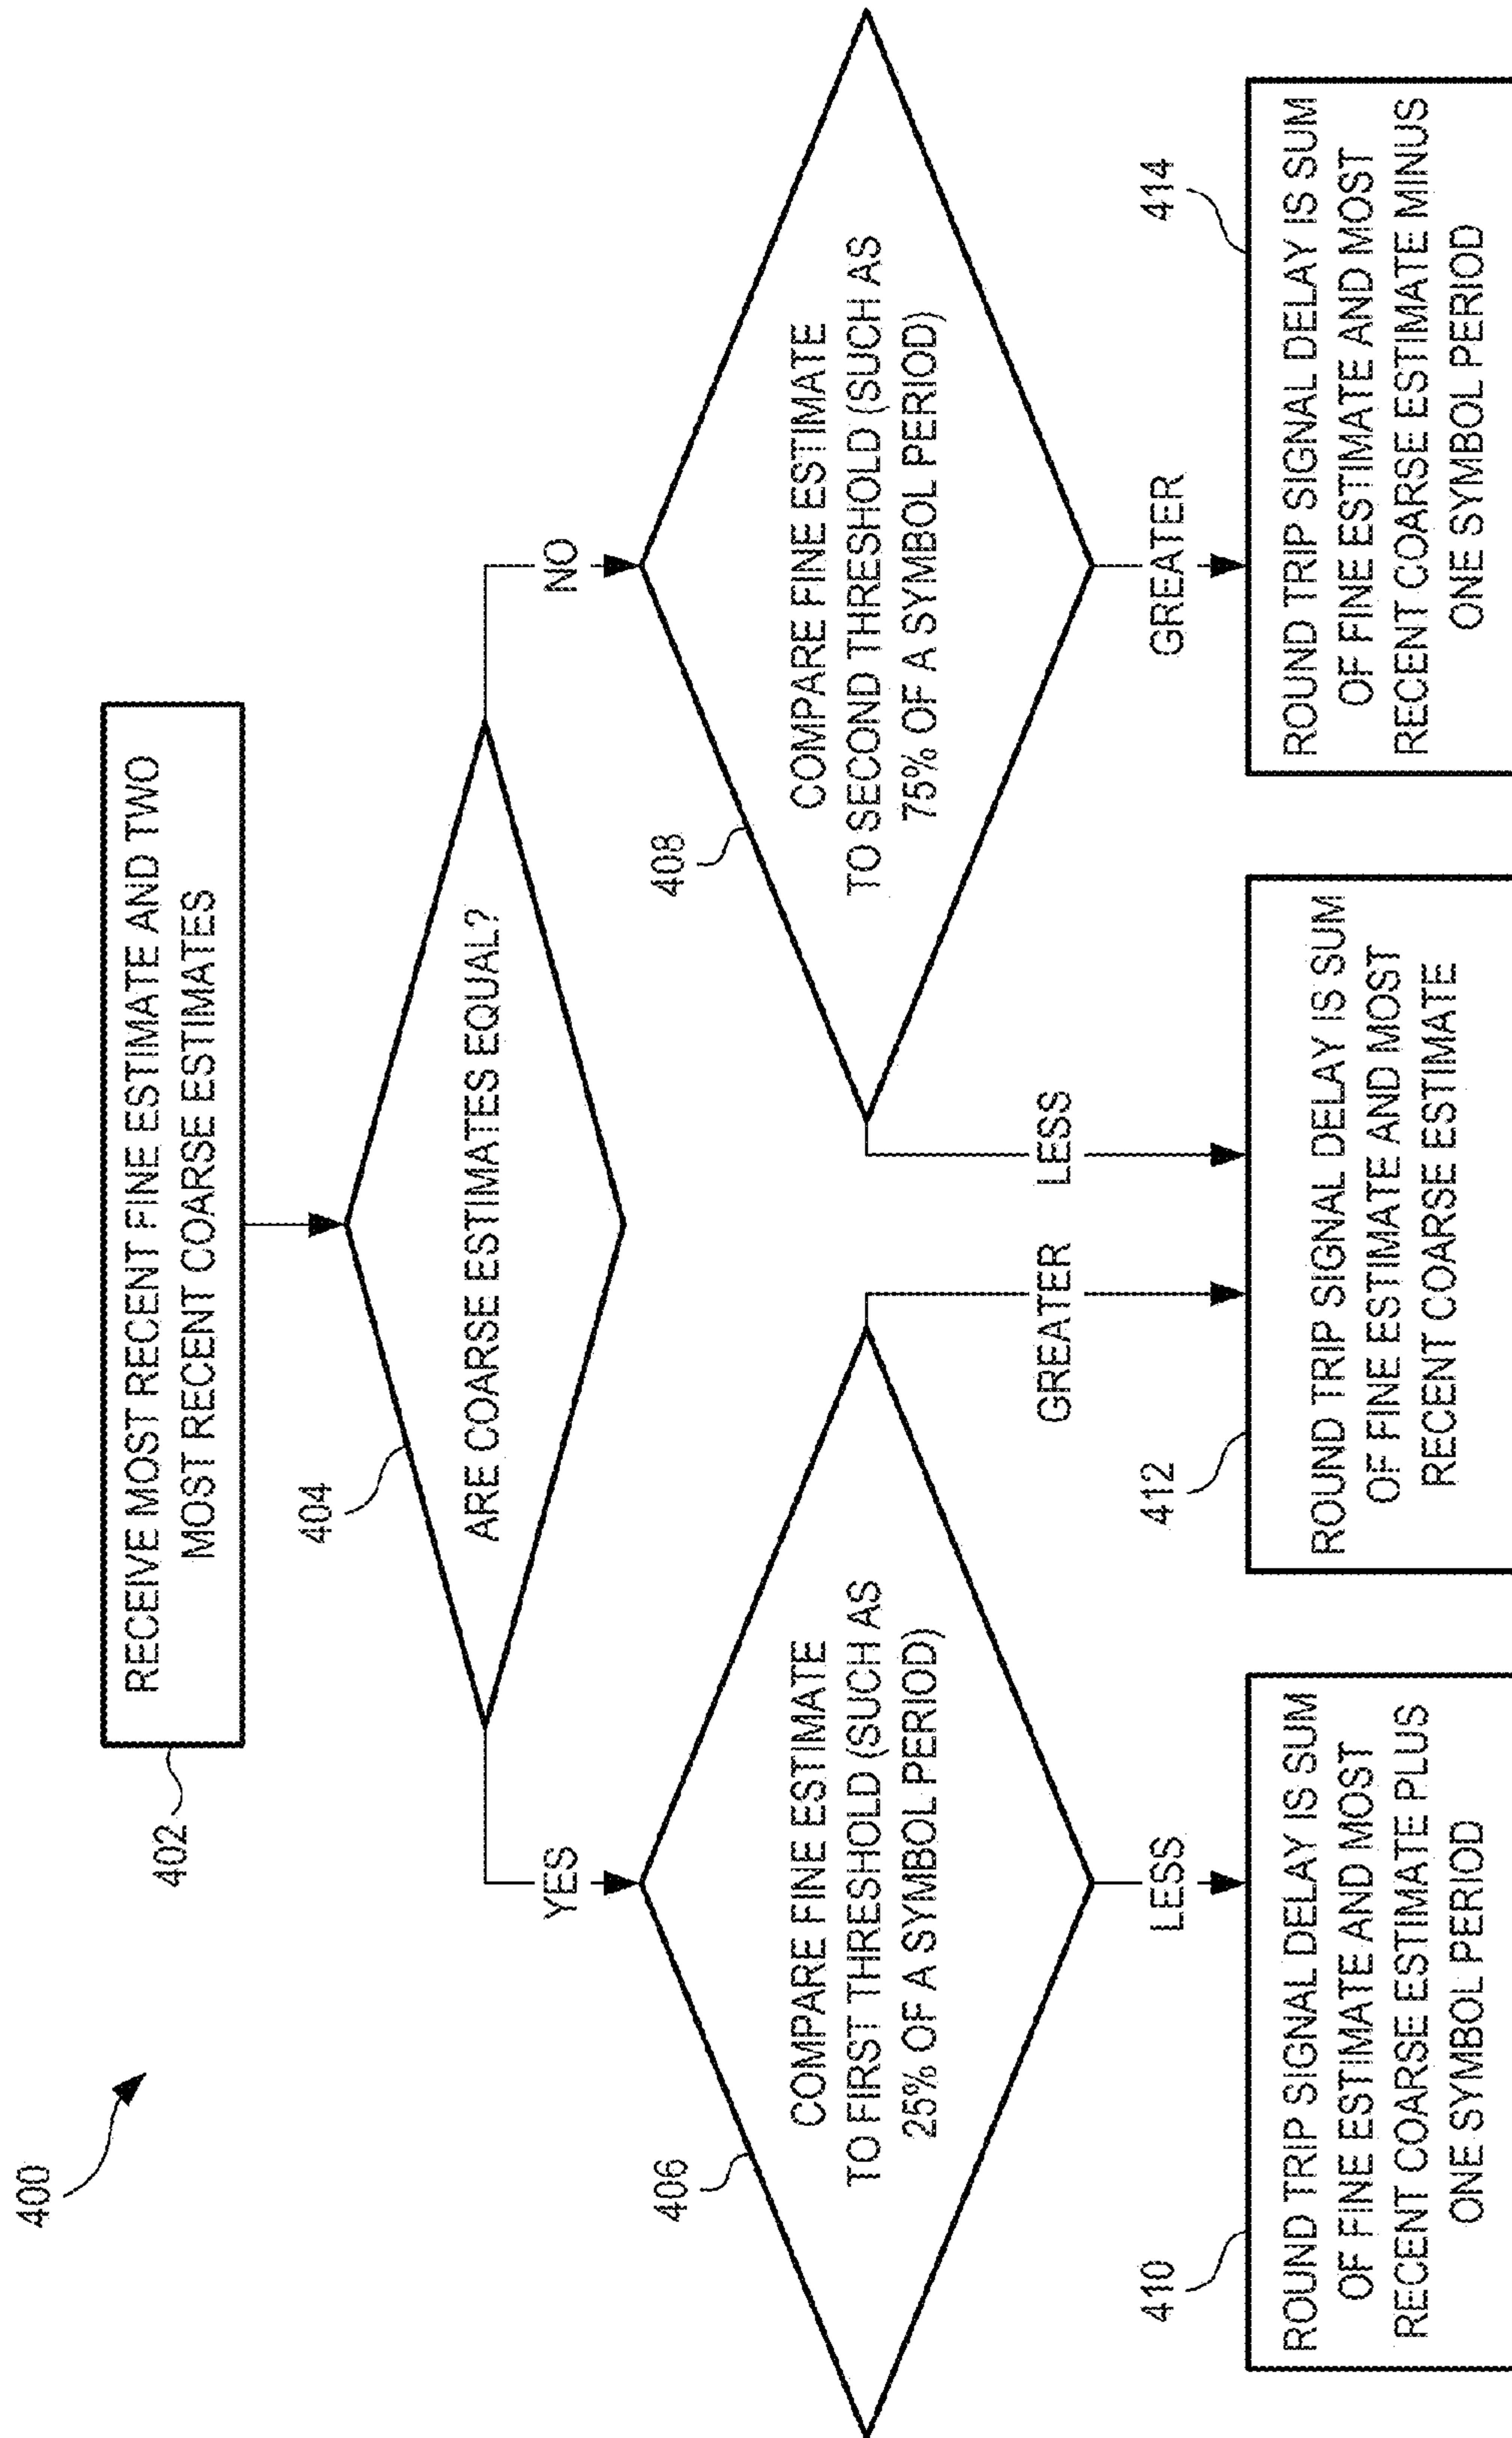 400
402
RECEIVE MOST RECENT FINE ESTIMATE AND TWO
MOST RECENT COARSE ESTIMATES
404
ARE COARSE ESTIMATES EQUAL?
YES
NO
406
COMPARE FINE ESTIMATE
TO FIRST THRESHOLD (SUCH AS
25% OF A SYMBOL PERIOD)
408
COMPARE FINE ESTIMATE
TO SECOND THRESHOLD (SUCH AS
75% OF A SYMBOL PERIOD)
LESS
GREATER
LESS
GREATER
410
ROUND TRIP SIGNAL DELAY IS SUM
OF FINE ESTIMATE AND MOST
RECENT COARSE ESTIMATE PLUS
ONE SYMBOL PERIOD
412
ROUND TRIP SIGNAL DELAY IS SUM
OF FINE ESTIMATE AND MOST
RECENT COARSE ESTIMATE
414
ROUND TRIP SIGNAL DELAY IS SUM
OF FINE ESTIMATE AND MOST
RECENT COARSE ESTIMATE MINUS
ONE SYMBOL PERIOD